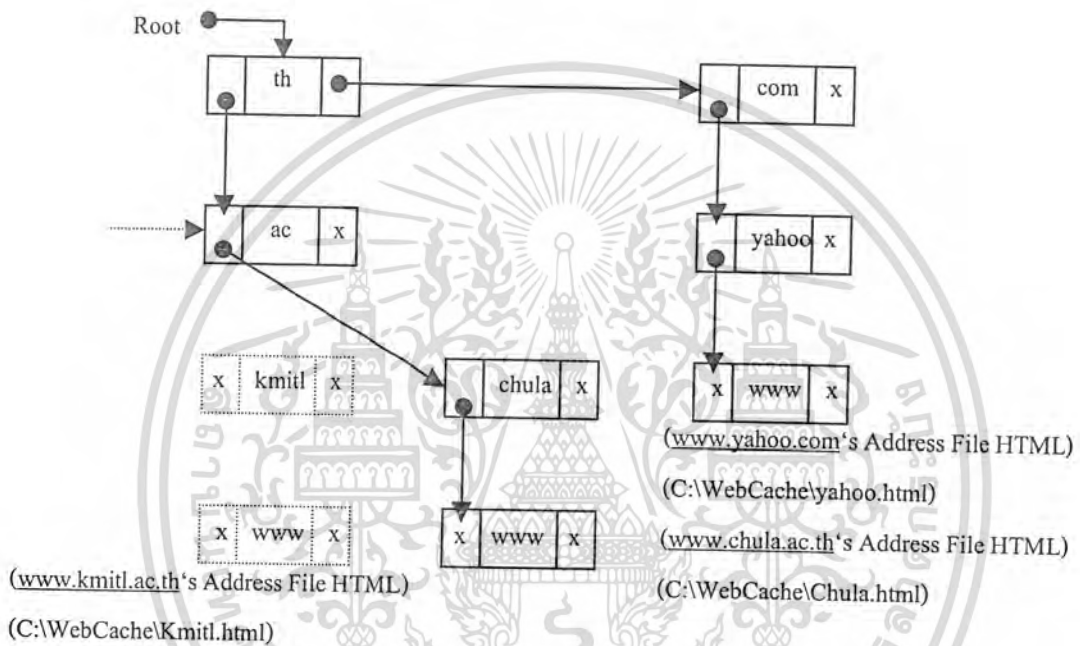 Root
th
com x
ac x
yahoo x
x kmitl x
chula x
x www x
x www x
x www x
(www.yahoo.com‘s Address File HTML)
(C:\WebCache\yahoo.html)
(www.chula.ac.th‘s Address File HTML)
(C:\WebCache\Chula.html)
(www.kmitl.ac.th‘s Address File HTML)
(C:\WebCache\Kmitl.html)